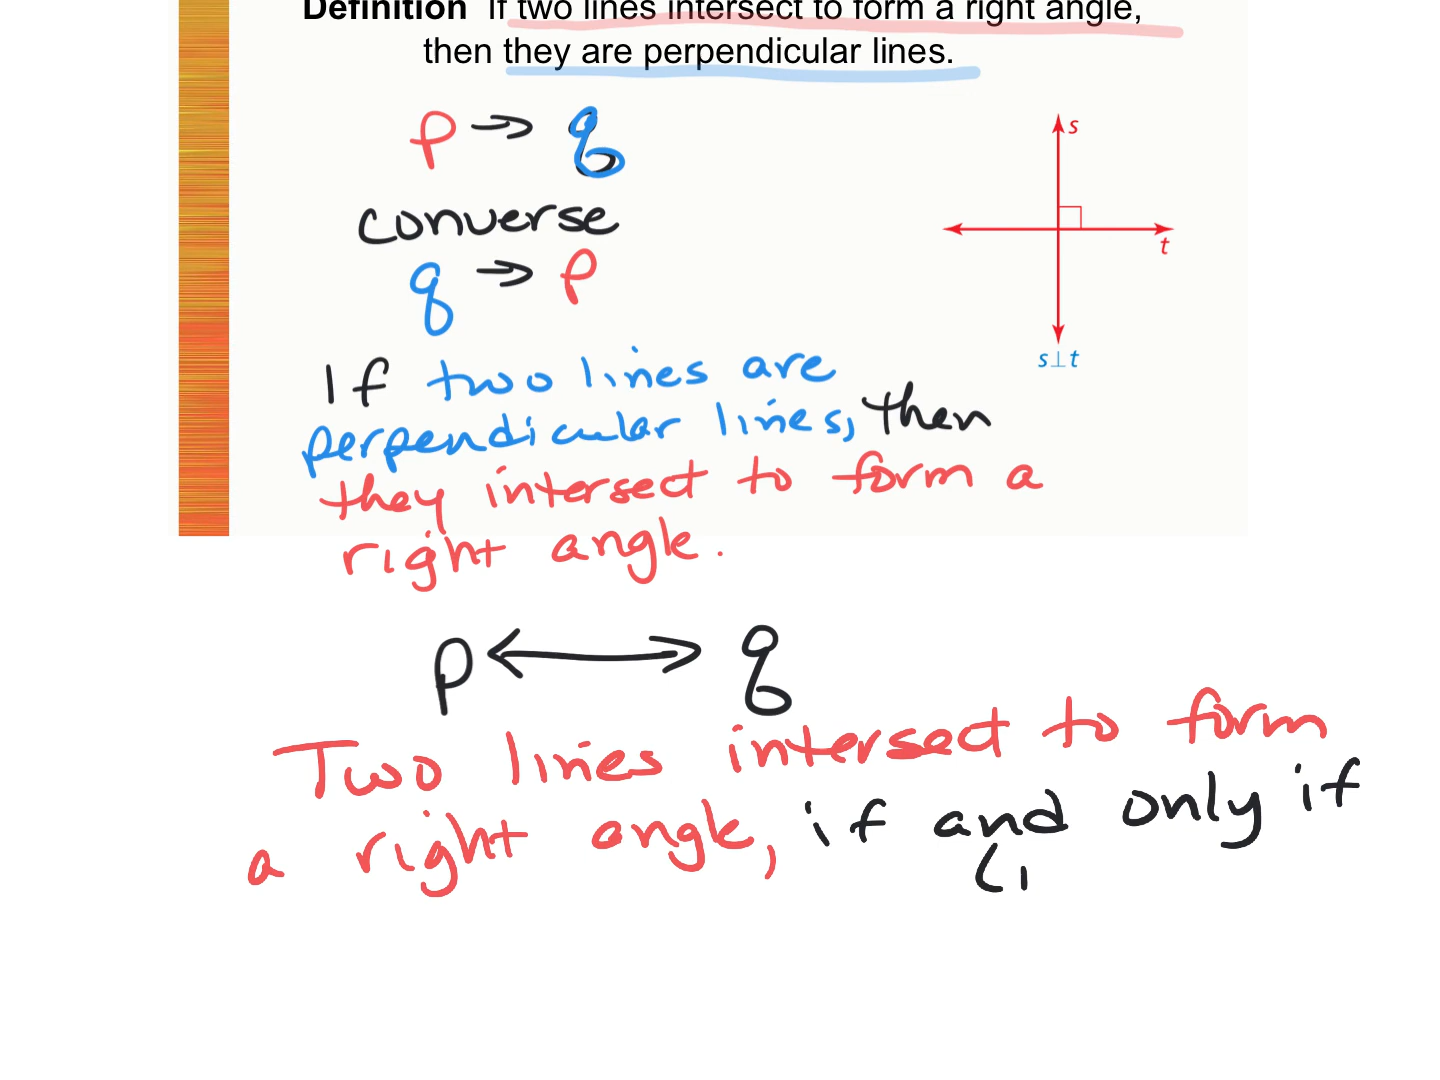 Definition If two lines intersect to form a right angle,
then they are perpendicular lines.
p → q
s
converse
t
q → p
s⊥t
If two lines are
perpendicular lines, then
they intersect to form a
right angle.
p ↔ q
Two lines intersect to form
a right angle, if and only if